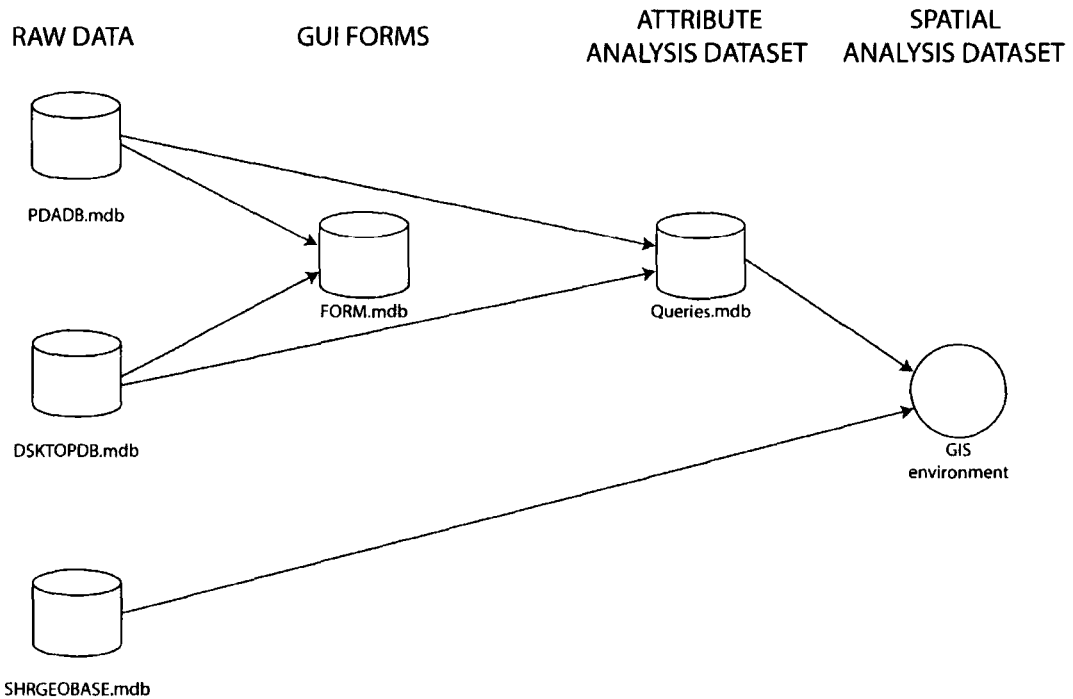 RAW DATA
GUI FORMS
ATTRIBUTE
ANALYSIS DATASET
SPATIAL
ANALYSIS DATASET
PDADB.mdb
FORM.mdb
Queries.mdb
DSKTOPDB.mdb
GIS
environment
SHRGEOBASE.mdb